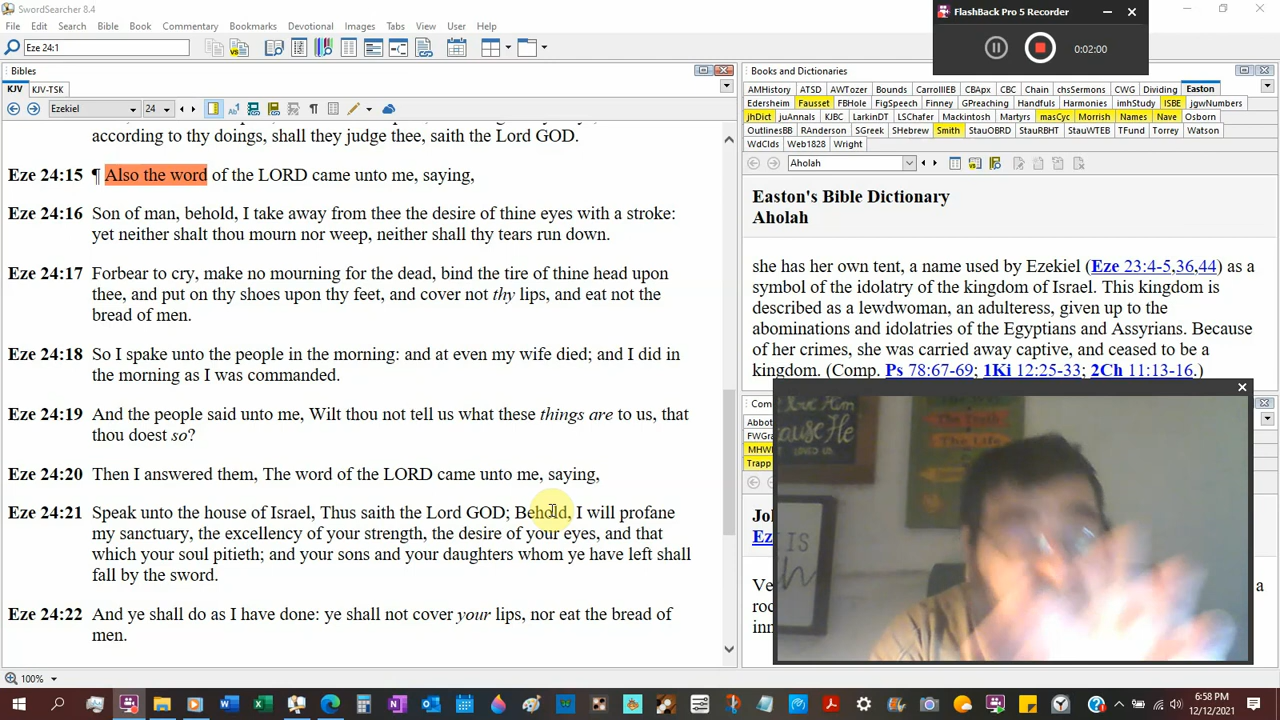 SwordSearcher 8.4
File Edit Book Commentary Bibles Images Devotional Tabs View User Window Help
Eze 24:1
Bibles
KJV KJV-TSK
Ezekiel 24
according to thy doings, shall they judge thee, saith the Lord GOD.
Eze 24:15 ¶ Also the word of the LORD came unto me, saying,
Eze 24:16 Son of man, behold, I take away from thee the desire of thine eyes with a stroke:
yet neither shalt thou mourn nor weep, neither shall thy tears run down.
Eze 24:17 Forbear to cry, make no mourning for the dead, bind the tire of thine head upon
thee, and put on thy shoes upon thy feet, and cover not thy lips, and eat not the
bread of men.
Eze 24:18 So I spake unto the people in the morning: and at even my wife died; and I did in
the morning as I was commanded.
Eze 24:19 And the people said unto me, Wilt thou not tell us what these things are to us, that
thou doest so?
Eze 24:20 Then I answered them, The word of the LORD came unto me, saying,
Eze 24:21 Speak unto the house of Israel, Thus saith the Lord GOD; Behold, I will profane
my sanctuary, the excellency of your strength, the desire of your eyes, and that
which your soul pitieth; and your sons and your daughters whom ye have left shall
fall by the sword.
Eze 24:22 And ye shall do as I have done: ye shall not cover your lips, nor eat the bread of
men.
100%
FlashBack Pro 5 Recorder
0:02:00
Books and Dictionaries
AMHistory ATSD AWTozer Bounds CarrollEIB CBApx CBC Chain chsSermons CWG Dividing Easton
Edersheim Fausset FBHole FigSpeech Finney GPreaching Handfuls Harmonies imhStudy ISBE jgwNumbers
jhDict juAnnals KJBC LarkinDT LSChafer Mackintosh Martyrs masCyc Morrish Names Nave Osborn
OutlinesBB RAnderson SGreek SHebrew Smith StauOBRD StauRBHT StauWTEB TFund Torrey Watson
WdClds Web1828 Wright
Aholah
Easton's Bible Dictionary
Aholah
she has her own tent, a name used by Ezekiel (Eze 23:4-5,36,44) as a
symbol of the idolatry of the kingdom of Israel. This kingdom is
described as a lewdwoman, an adulteress, given up to the
abominations and idolatries of the Egyptians and Assyrians. Because
of her crimes, she was carried away captive, and ceased to be a
kingdom. (Comp. Ps 78:67-69; 1Ki 12:25-33; 2Ch 11:13-16.)
Com
Abbot
FWGra
MHW
Trapp
The Truth
The Life
IS
6:58 PM
12/12/2021